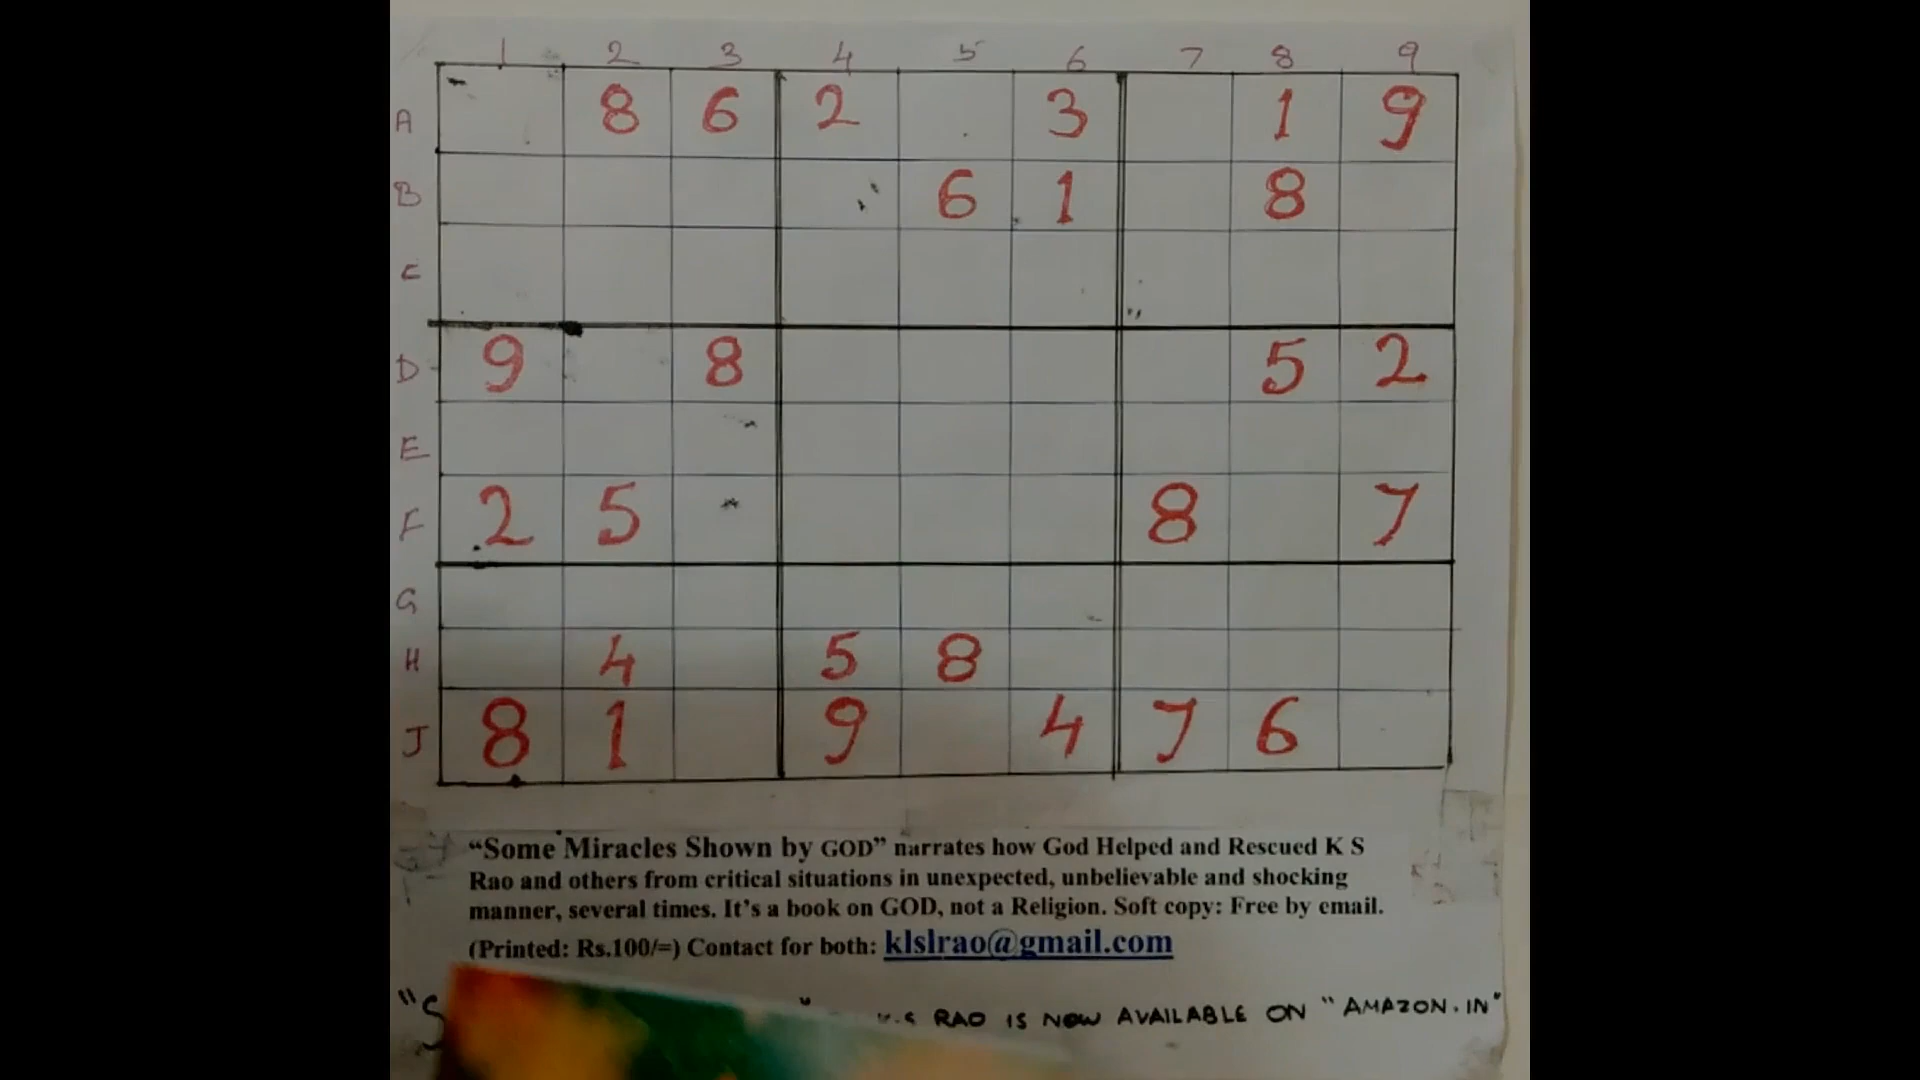 1 2 3 4 5 6 7 8 9
A 8 6 2 3 1 9
B 6 1 8
C
D 9 8 5 2
E
F 2 5 8 7
G
H 4 5 8
J 8 1 9 4 7 6
“Some Miracles Shown by GOD” narrates how God Helped and Rescued K S
Rao and others from critical situations in unexpected, unbelievable and shocking
manner, several times. It’s a book on GOD, not a Religion. Soft copy: Free by email.
(Printed: Rs.100/=) Contact for both: klslrao@gmail.com
RAO IS NOW AVAILABLE ON "AMAZON.IN"